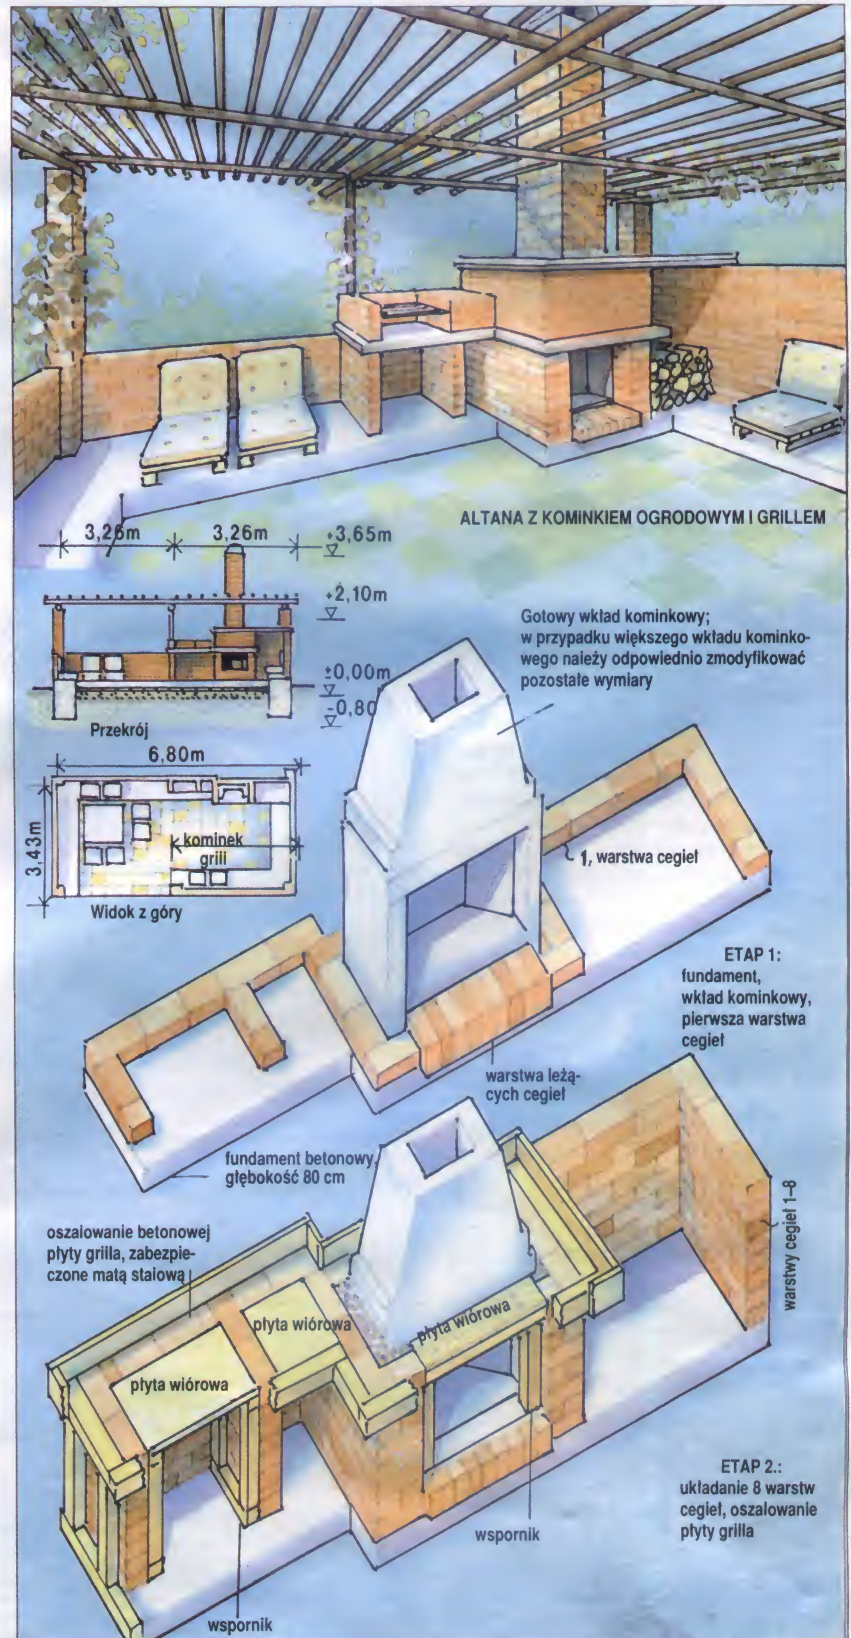 ALTANA Z KOMINKIEM OGRODOWYM I GRILLEM
3,26m
3,26m
+3,65m
+2,10m
±0,00m
-0,80
Przekrój
Gotowy wkład kominkowy;
w przypadku większego wkładu kominko-
wego należy odpowiednio zmodyfikować
pozostałe wymiary
6,80m
3,43m
kominek
grili
Widok z góry
1, warstwa cegieł
ETAP 1:
fundament,
wkład kominkowy,
pierwsza warstwa
cegieł
warstwa leżą-
cych cegieł
fundament betonowy,
głębokość 80 cm
oszalowanie betonowej
płyty grilla, zabezpie-
czone matą stalową
płyta wiórowa
płyta wiórowa
płyta wiórowa
warstwy cegieł 1–8
ETAP 2.:
układanie 8 warstw
cegieł, oszalowanie
płyty grilla
wspornik
wspornik